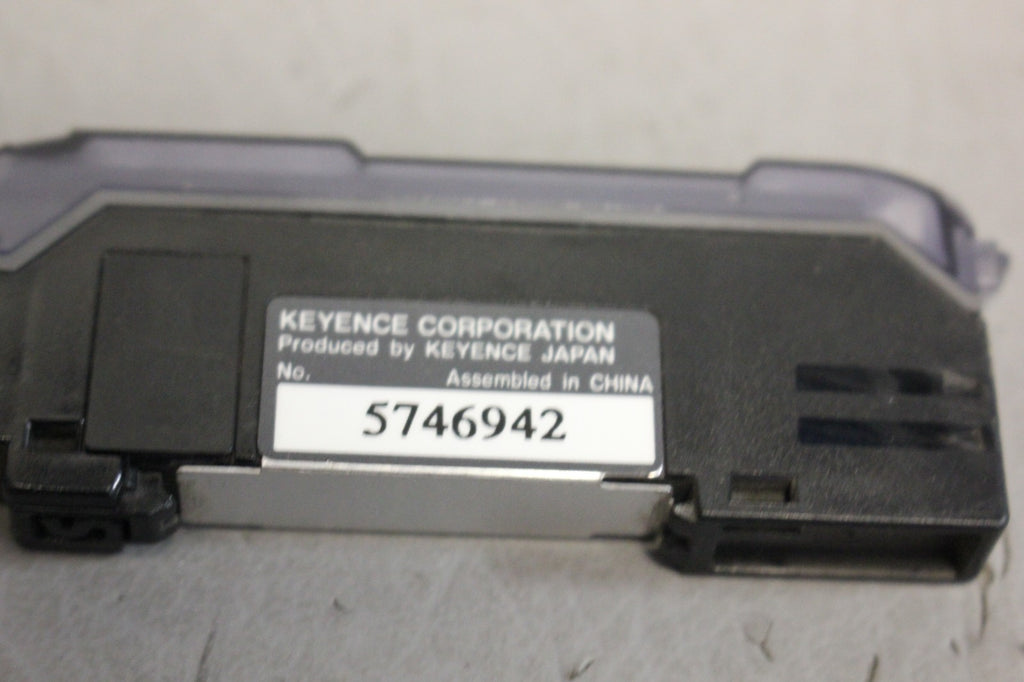 KEYENCE CORPORATION
Produced by KEYENCE JAPAN
No. Assembled in CHINA
5746942